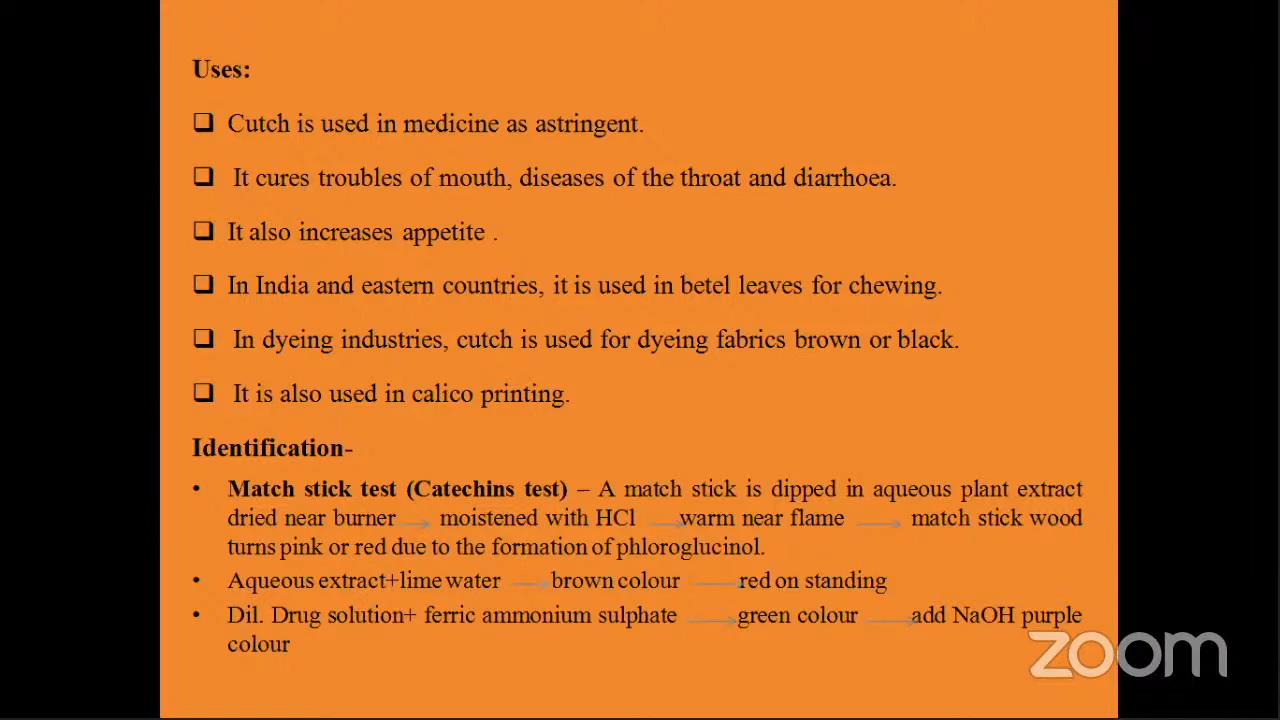 Uses:
❑ Cutch is used in medicine as astringent.
❑ It cures troubles of mouth, diseases of the throat and diarrhoea.
❑ It also increases appetite .
❑ In India and eastern countries, it is used in betel leaves for chewing.
❑ In dyeing industries, cutch is used for dyeing fabrics brown or black.
❑ It is also used in calico printing.
Identification-
• Match stick test (Catechins test) – A match stick is dipped in aqueous plant extract
dried near burner → moistened with HCl → warm near flame → match stick wood
turns pink or red due to the formation of phloroglucinol.
• Aqueous extract+lime water → brown colour → red on standing
• Dil. Drug solution+ ferric ammonium sulphate → green colour → add NaOH purple
colour
zoom